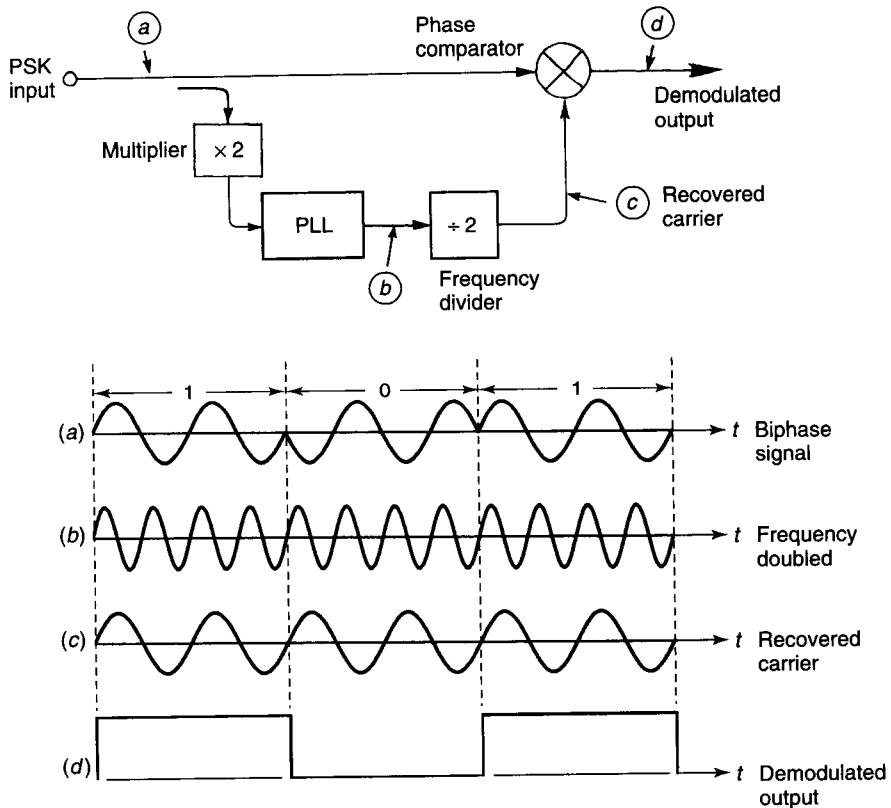 a
Phase
comparator
d
PSK
input
Demodulated
output
Multiplier
× 2
PLL
÷ 2
c
Recovered
carrier
b
Frequency
divider
1
0
1
(a)
t
Biphase
signal
(b)
t
Frequency
doubled
(c)
t
Recovered
carrier
(d)
t
Demodulated
output